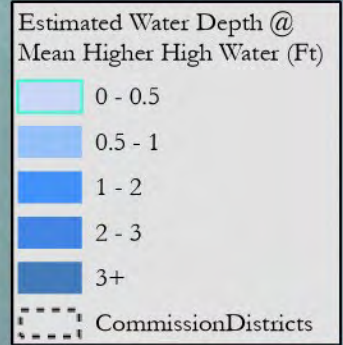 Estimated Water Depth @
Mean Higher High Water (Ft)
0 - 0.5
0.5 - 1
1 - 2
2 - 3
3+
CommissionDistricts